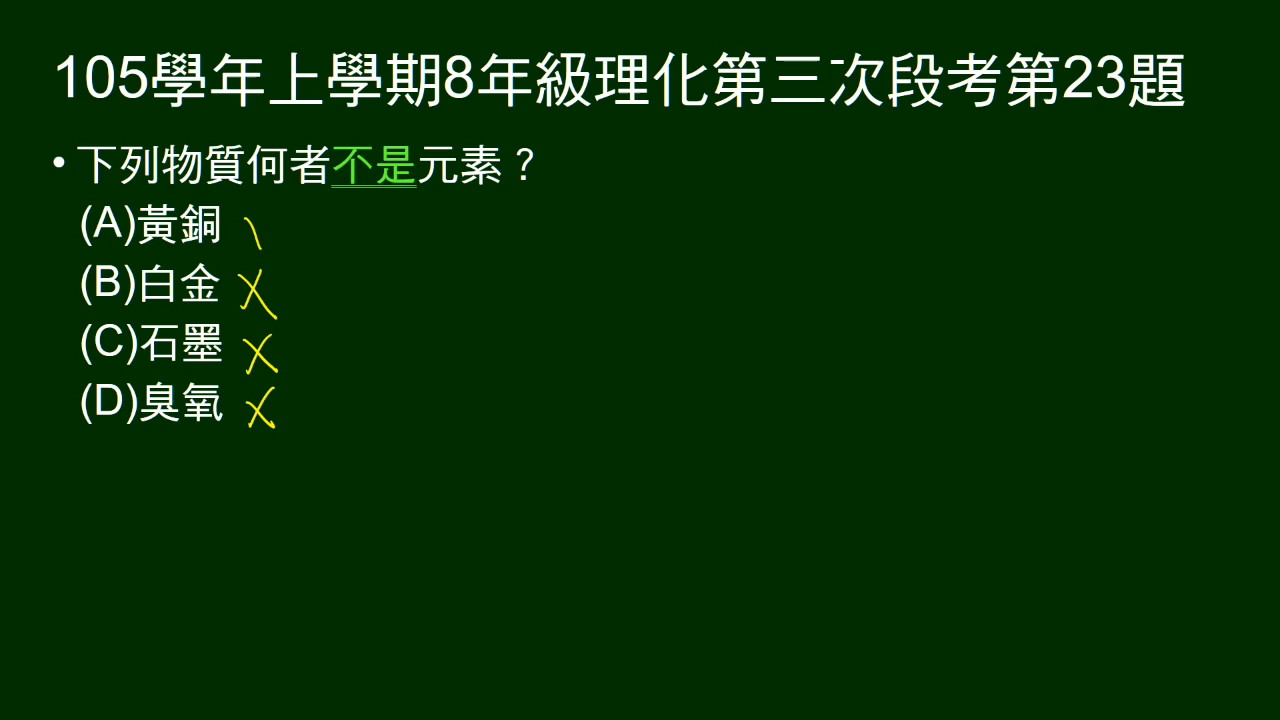 105學年上學期8年級理化第三次段考第23題
• 下列物質何者不是元素？
(A)黃銅
(B)白金
(C)石墨
(D)臭氧